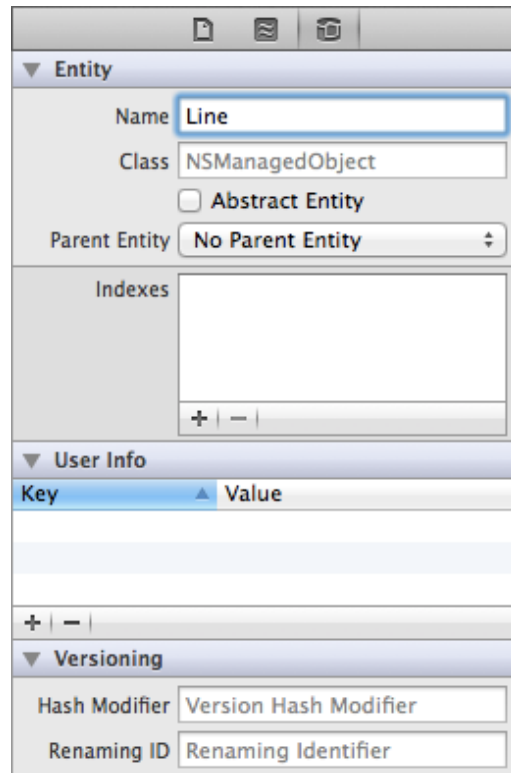 Entity
Name Line
Class NSManagedObject
Abstract Entity
Parent Entity No Parent Entity
Indexes
User Info
Key Value
Versioning
Hash Modifier Version Hash Modifier
Renaming ID Renaming Identifier